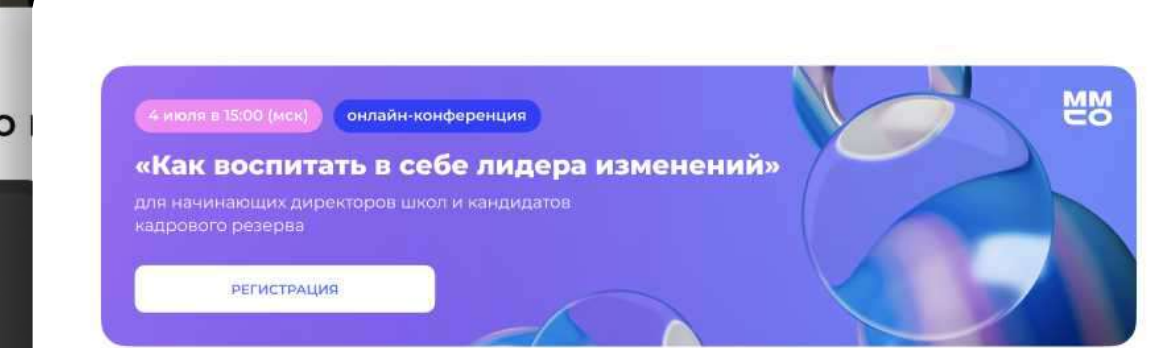 4 июля в 15:00 (мск)
онлайн-конференция
ММ
СО
«Как воспитать в себе лидера изменений»
для начинающих директоров школ и кандидатов
кадрового резерва
РЕГИСТРАЦИЯ